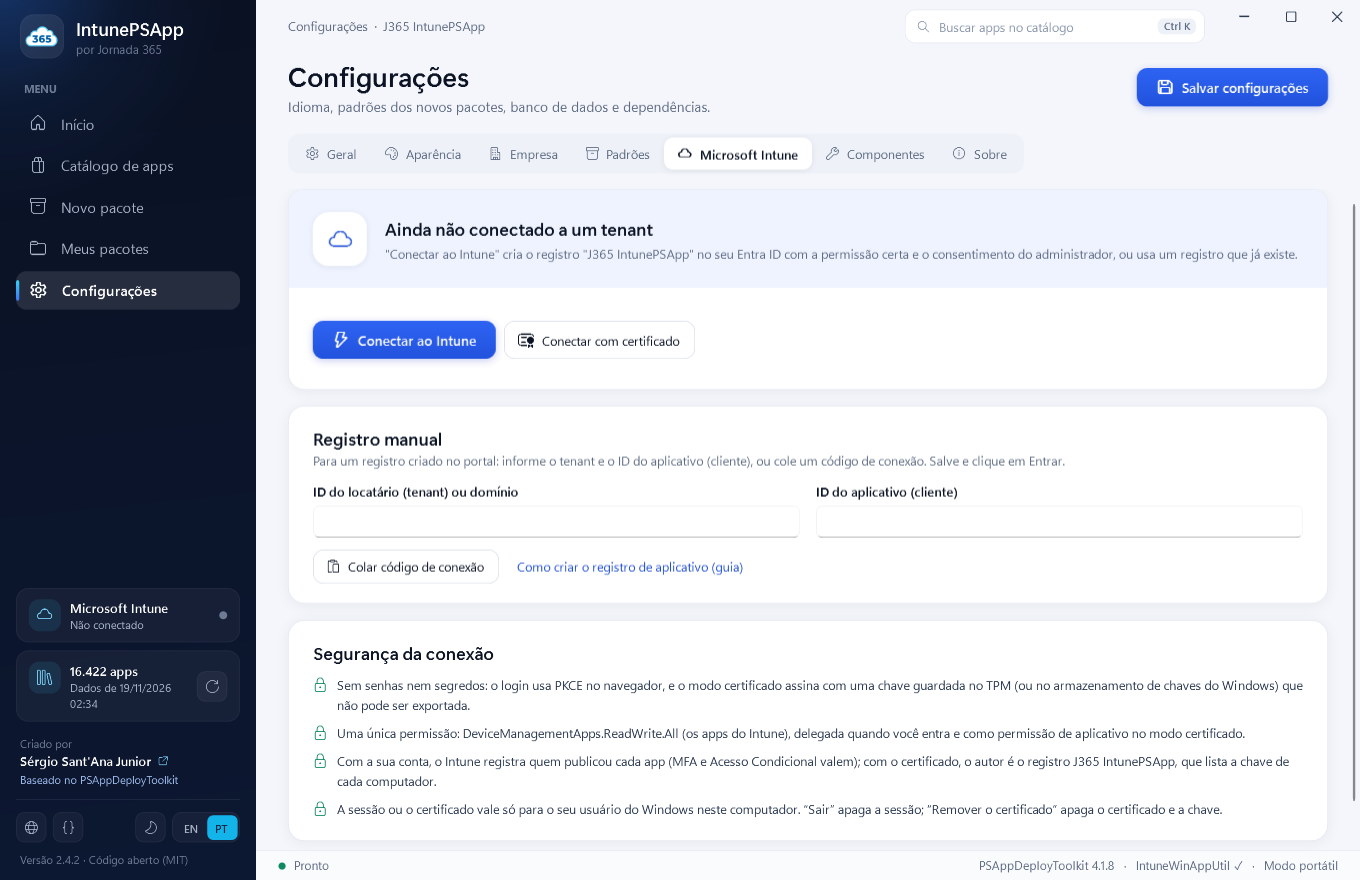 365
IntunePSApp
por Jornada 365
MENU
Início
Catálogo de apps
Novo pacote
Meus pacotes
Configurações
Microsoft Intune
Não conectado
16.422 apps
Dados de 19/11/2026
02:34
Criado por
Sérgio Sant'Ana Junior
Baseado no PSAppDeployToolkit
{}
EN
PT
Versão 2.4.2 · Código aberto (MIT)
Configurações · J365 IntunePSApp
Buscar apps no catálogo
Ctrl K
Configurações
Idioma, padrões dos novos pacotes, banco de dados e dependências.
Salvar configurações
Geral
Aparência
Empresa
Padrões
Microsoft Intune
Componentes
Sobre
Ainda não conectado a um tenant
"Conectar ao Intune" cria o registro "J365 IntunePSApp" no seu Entra ID com a permissão certa e o consentimento do administrador, ou usa um registro que já existe.
Conectar ao Intune
Conectar com certificado
Registro manual
Para um registro criado no portal: informe o tenant e o ID do aplicativo (cliente), ou cole um código de conexão. Salve e clique em Entrar.
ID do locatário (tenant) ou domínio
ID do aplicativo (cliente)
Colar código de conexão
Como criar o registro de aplicativo (guia)
Segurança da conexão
Sem senhas nem segredos: o login usa PKCE no navegador, e o modo certificado assina com uma chave guardada no TPM (ou no armazenamento de chaves do Windows) que
não pode ser exportada.
Uma única permissão: DeviceManagementApps.ReadWrite.All (os apps do Intune), delegada quando você entra e como permissão de aplicativo no modo certificado.
Com a sua conta, o Intune registra quem publicou cada app (MFA e Acesso Condicional valem); com o certificado, o autor é o registro J365 IntunePSApp, que lista a chave de
cada computador.
A sessão ou o certificado vale só para o seu usuário do Windows neste computador. "Sair" apaga a sessão; "Remover o certificado" apaga o certificado e a chave.
Pronto
PSAppDeployToolkit 4.1.8 · IntuneWinAppUtil ✓ · Modo portátil